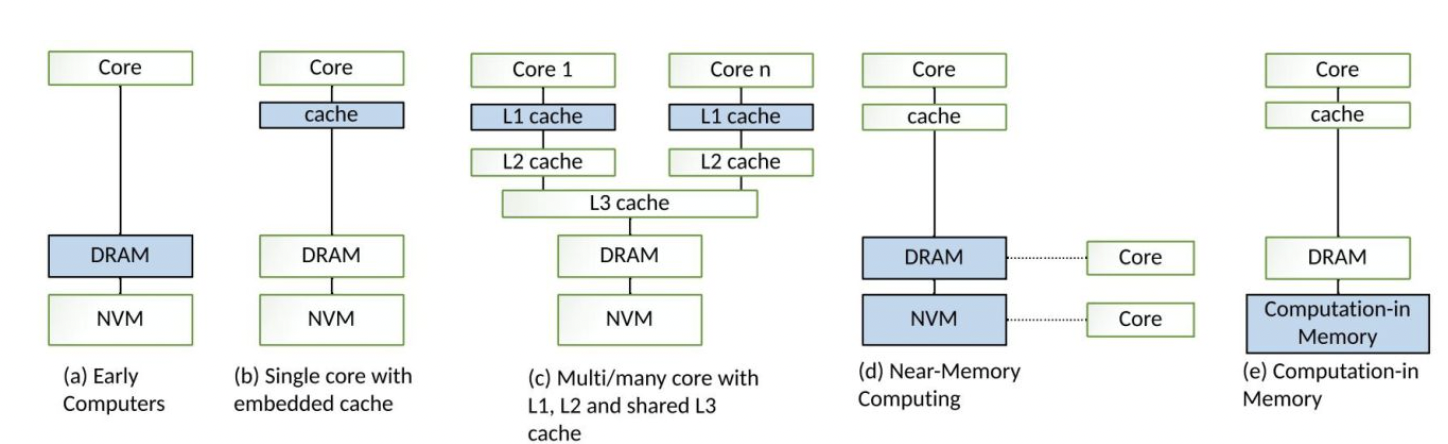 Core
DRAM
NVM
(a) Early
Computers
Core
cache
DRAM
NVM
(b) Single core with
embedded cache
Core 1
Core n
L1 cache
L1 cache
L2 cache
L2 cache
L3 cache
DRAM
NVM
(c) Multi/many core with
L1, L2 and shared L3
cache
Core
cache
DRAM
Core
NVM
Core
(d) Near-Memory
Computing
Core
cache
DRAM
Computation-in
Memory
(e) Computation-in
Memory